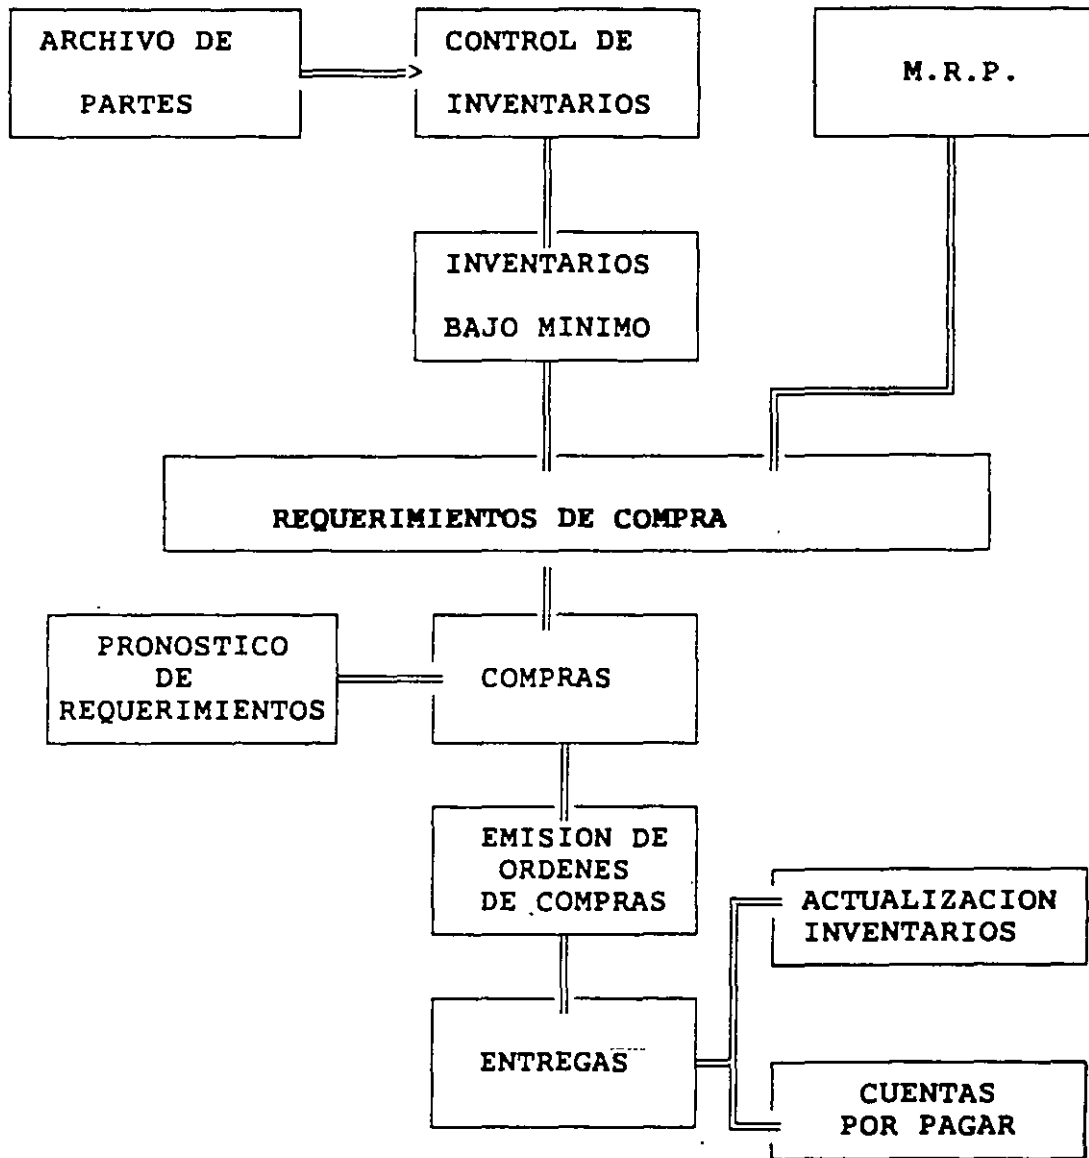 ARCHIVO DE
PARTES
CONTROL DE
INVENTARIOS
M.R.P.
INVENTARIOS
BAJO MINIMO
REQUERIMIENTOS DE COMPRA
PRONOSTICO
DE
REQUERIMIENTOS
COMPRAS
EMISION DE
ORDENES
DE COMPRAS
ACTUALIZACION
INVENTARIOS
ENTREGAS
CUENTAS
POR PAGAR